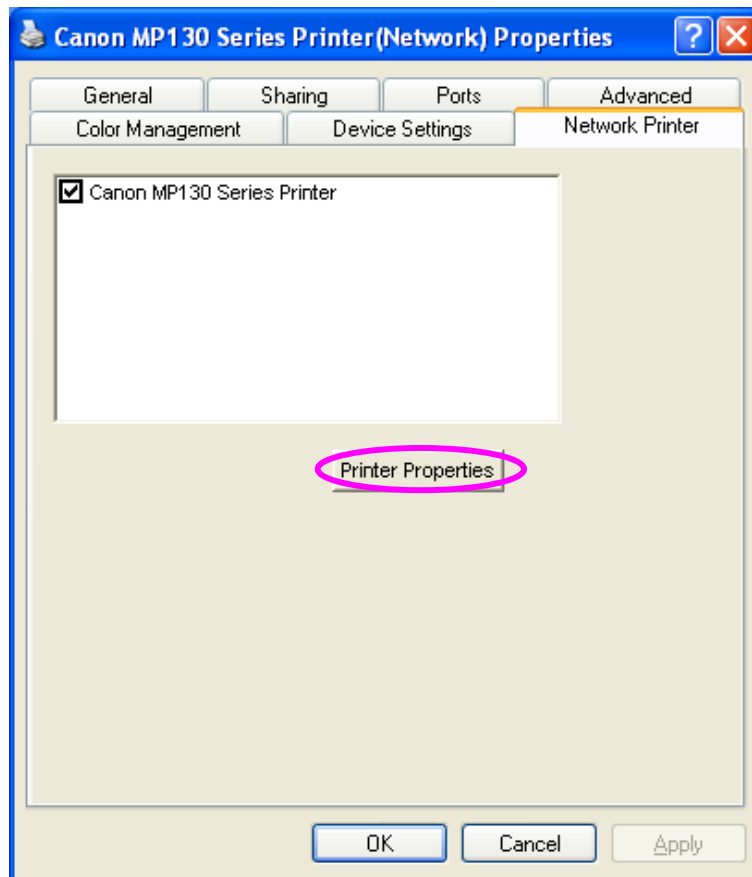 Canon MP130 Series Printer(Network) Properties ?
General Sharing Ports Advanced
Color Management Device Settings Network Printer
Canon MP130 Series Printer
Printer Properties
OK Cancel Apply